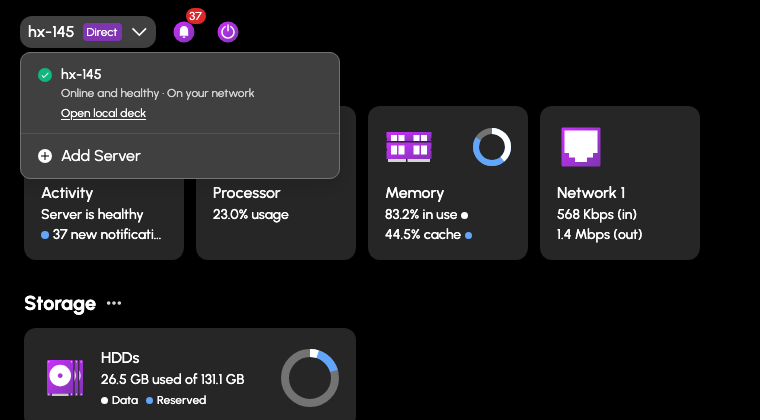 hx-145 Direct
37
hx-145
Online and healthy · On your network
Open local deck
Add Server
Activity
Server is healthy
37 new notificati...
Processor
23.0% usage
Memory
83.2% in use
44.5% cache
Network 1
568 Kbps (in)
1.4 Mbps (out)
Storage
HDDs
26.5 GB used of 131.1 GB
Data Reserved